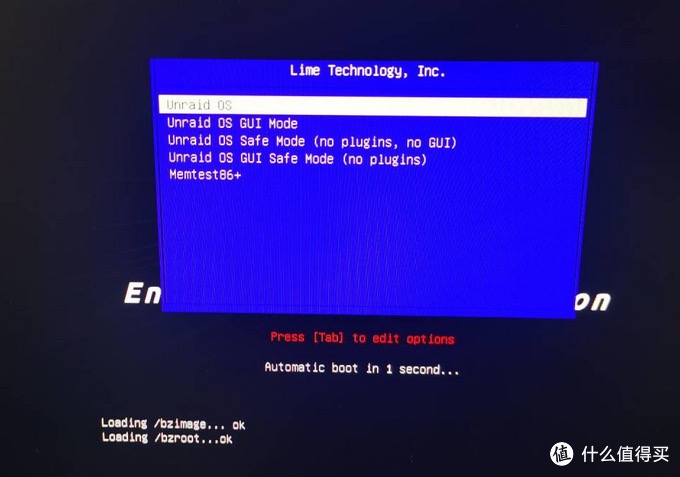 Lime Technology, Inc.
Unraid OS
Unraid OS GUI Mode
Unraid OS Safe Mode (no plugins, no GUI)
Unraid OS GUI Safe Mode (no plugins)
Memtest86+
En on
Press [Tab] to edit options
Automatic boot in 1 second...
Loading /bzimage... ok
Loading /bzroot...ok
值 什么值得买